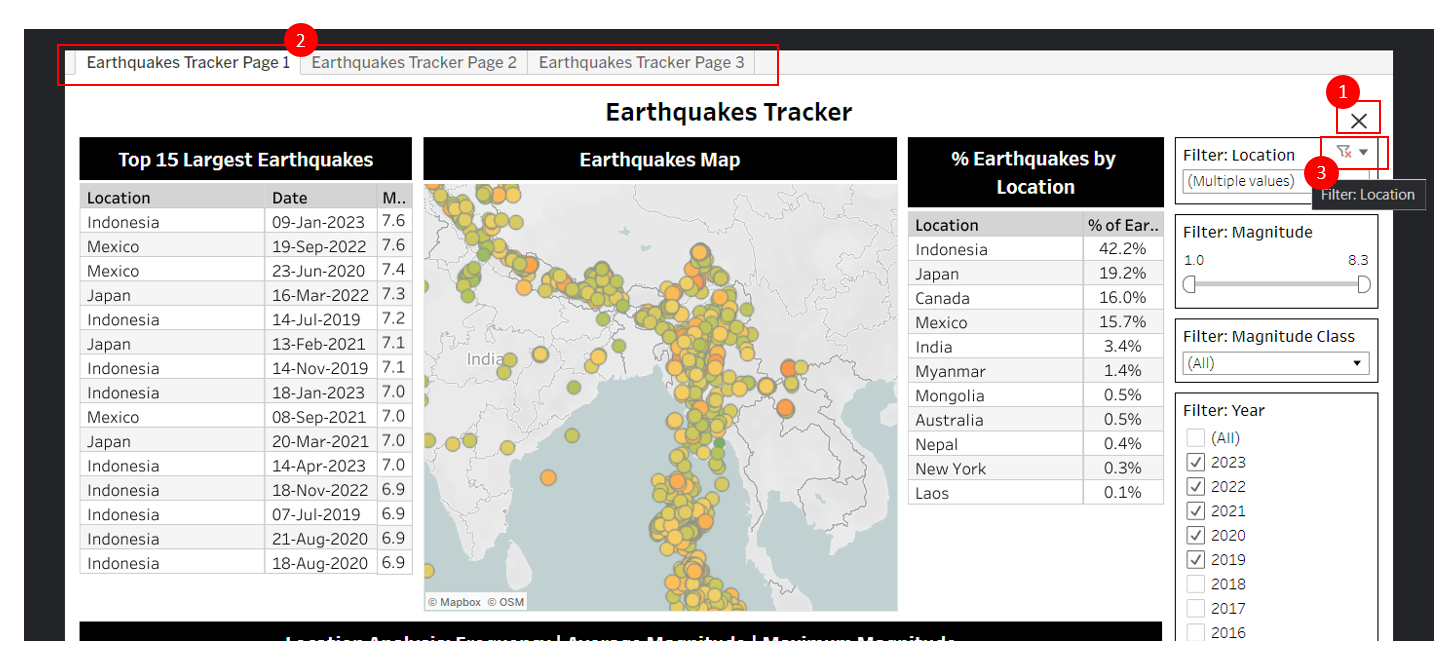 2
Earthquakes Tracker Page 1
Earthquakes Tracker Page 2
Earthquakes Tracker Page 3
1
Earthquakes Tracker
Top 15 Largest Earthquakes
Location Date M..
Indonesia 09-Jan-2023 7.6
Mexico 19-Sep-2022 7.6
Mexico 23-Jun-2020 7.4
Japan 16-Mar-2022 7.3
Indonesia 14-Jul-2019 7.2
Japan 13-Feb-2021 7.1
Indonesia 14-Nov-2019 7.1
Indonesia 18-Jan-2023 7.0
Mexico 08-Sep-2021 7.0
Japan 20-Mar-2021 7.0
Indonesia 14-Apr-2023 7.0
Indonesia 18-Nov-2022 6.9
Indonesia 07-Jul-2019 6.9
Indonesia 21-Aug-2020 6.9
Indonesia 18-Aug-2020 6.9
Earthquakes Map
India
© Mapbox © OSM
% Earthquakes by
Location
Location % of Ear..
Indonesia 42.2%
Japan 19.2%
Canada 16.0%
Mexico 15.7%
India 3.4%
Myanmar 1.4%
Mongolia 0.5%
Australia 0.5%
Nepal 0.4%
New York 0.3%
Laos 0.1%
Filter: Location
3
(Multiple values)
Filter: Location
Filter: Magnitude
1.0 8.3
Filter: Magnitude Class
(All)
Filter: Year
(All)
2023
2022
2021
2020
2019
2018
2017
2016
Location Analysis: Frequency | Average Magnitude | Maximum Magnitude